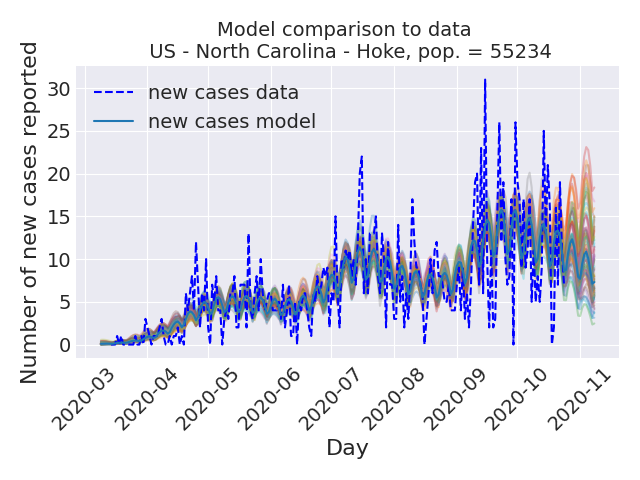 Model comparison to data
US - North Carolina - Hoke, pop. = 55234
Number of new cases reported
30
25
20
15
10
5
0
new cases data
new cases model
2020-03
2020-04
2020-05
2020-06
2020-07
2020-08
2020-09
2020-10
2020-11
Day